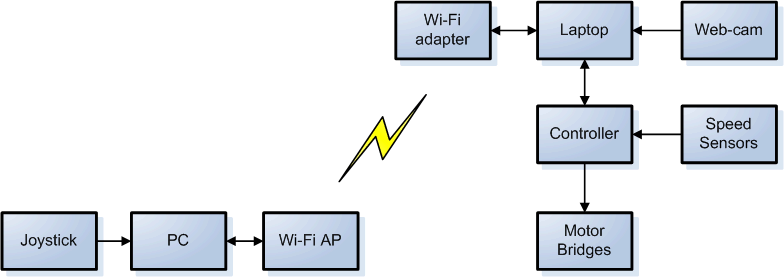 Wi-Fi
adapter
Laptop
Web-cam
Controller
Speed
Sensors
Joystick
PC
Wi-Fi AP
Motor
Bridges